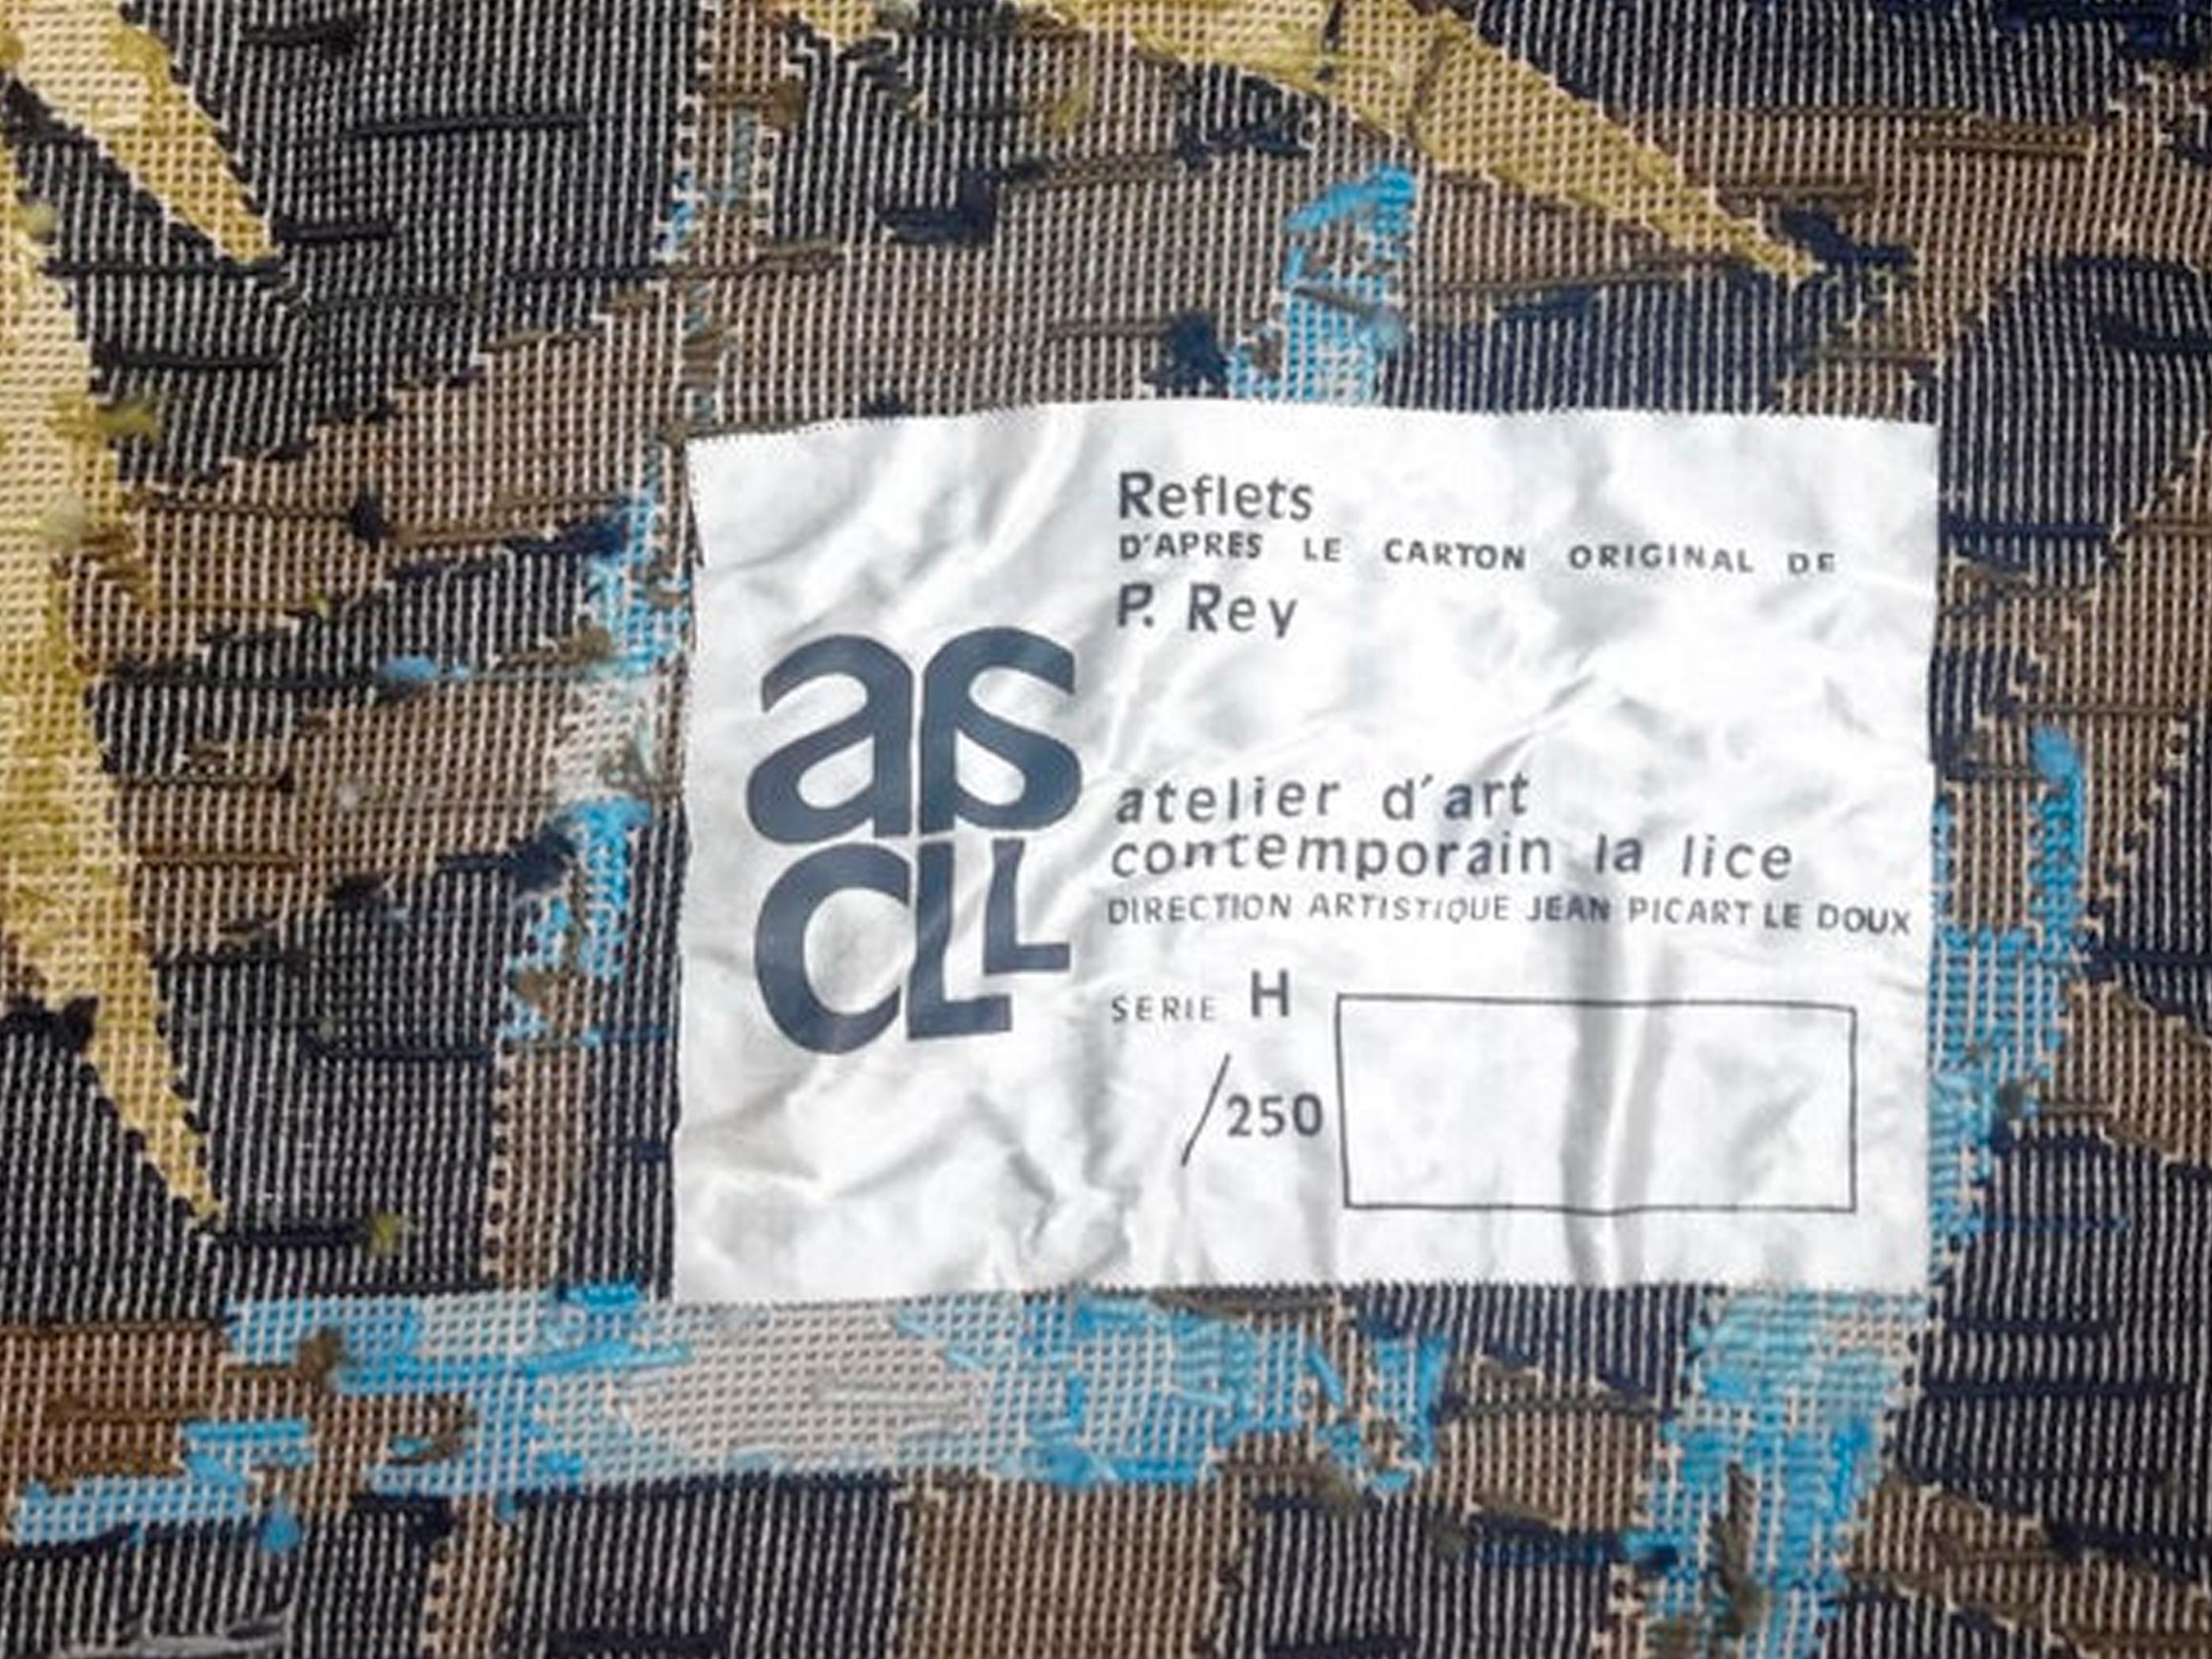 Reflets
D'APRES LE CARTON ORIGINAL DE
P. Rey
as
CLL
atelier d'art
contemporain la lice
DIRECTION ARTISTIQUE JEAN PICART LE DOUX
SERIE H
/250